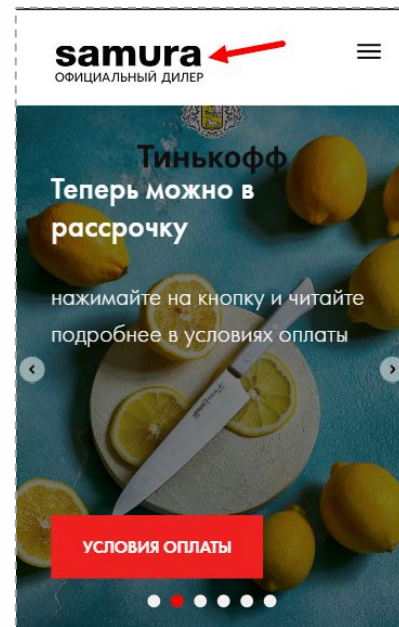 samura
ОФИЦИАЛЬНЫЙ ДИЛЕР
Тинькофф
Теперь можно в
рассрочку
нажимайте на кнопку и читайте
подробнее в условиях оплаты
УСЛОВИЯ ОПЛАТЫ